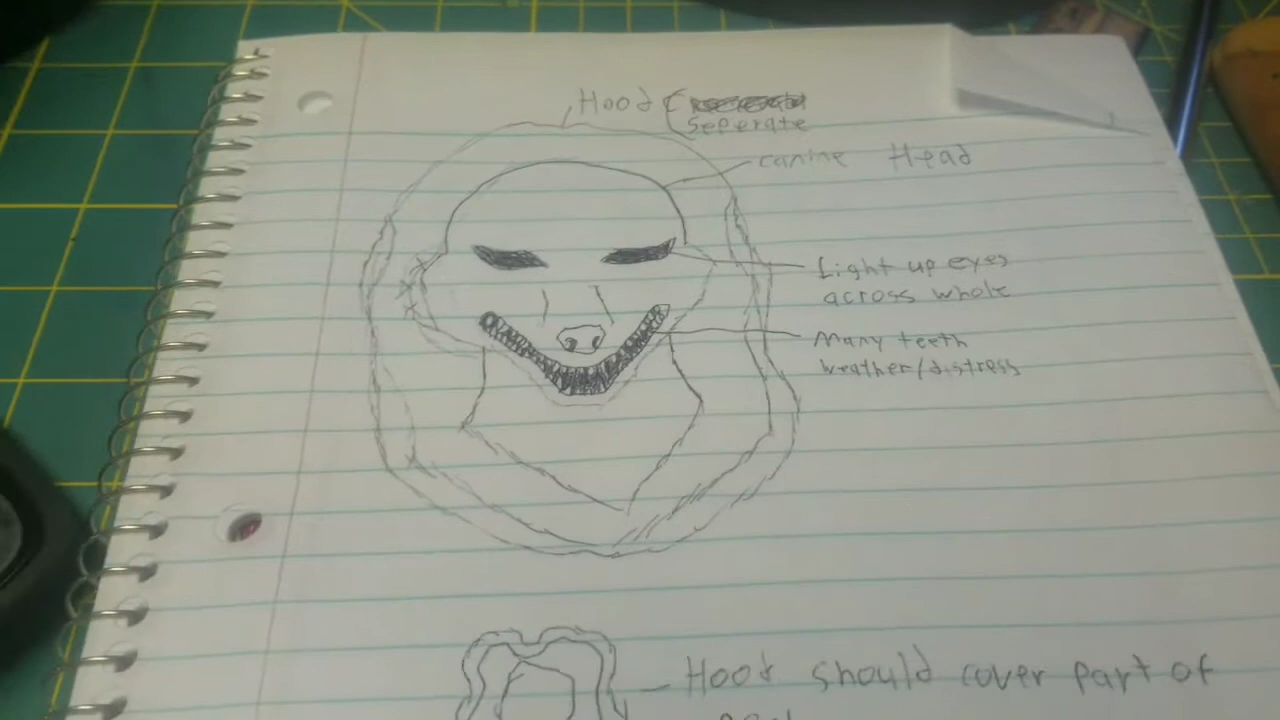 Hood (
seperate
canine Head
Light up eyes
across whole
Many teeth
weather/distress
Hood should cover part of